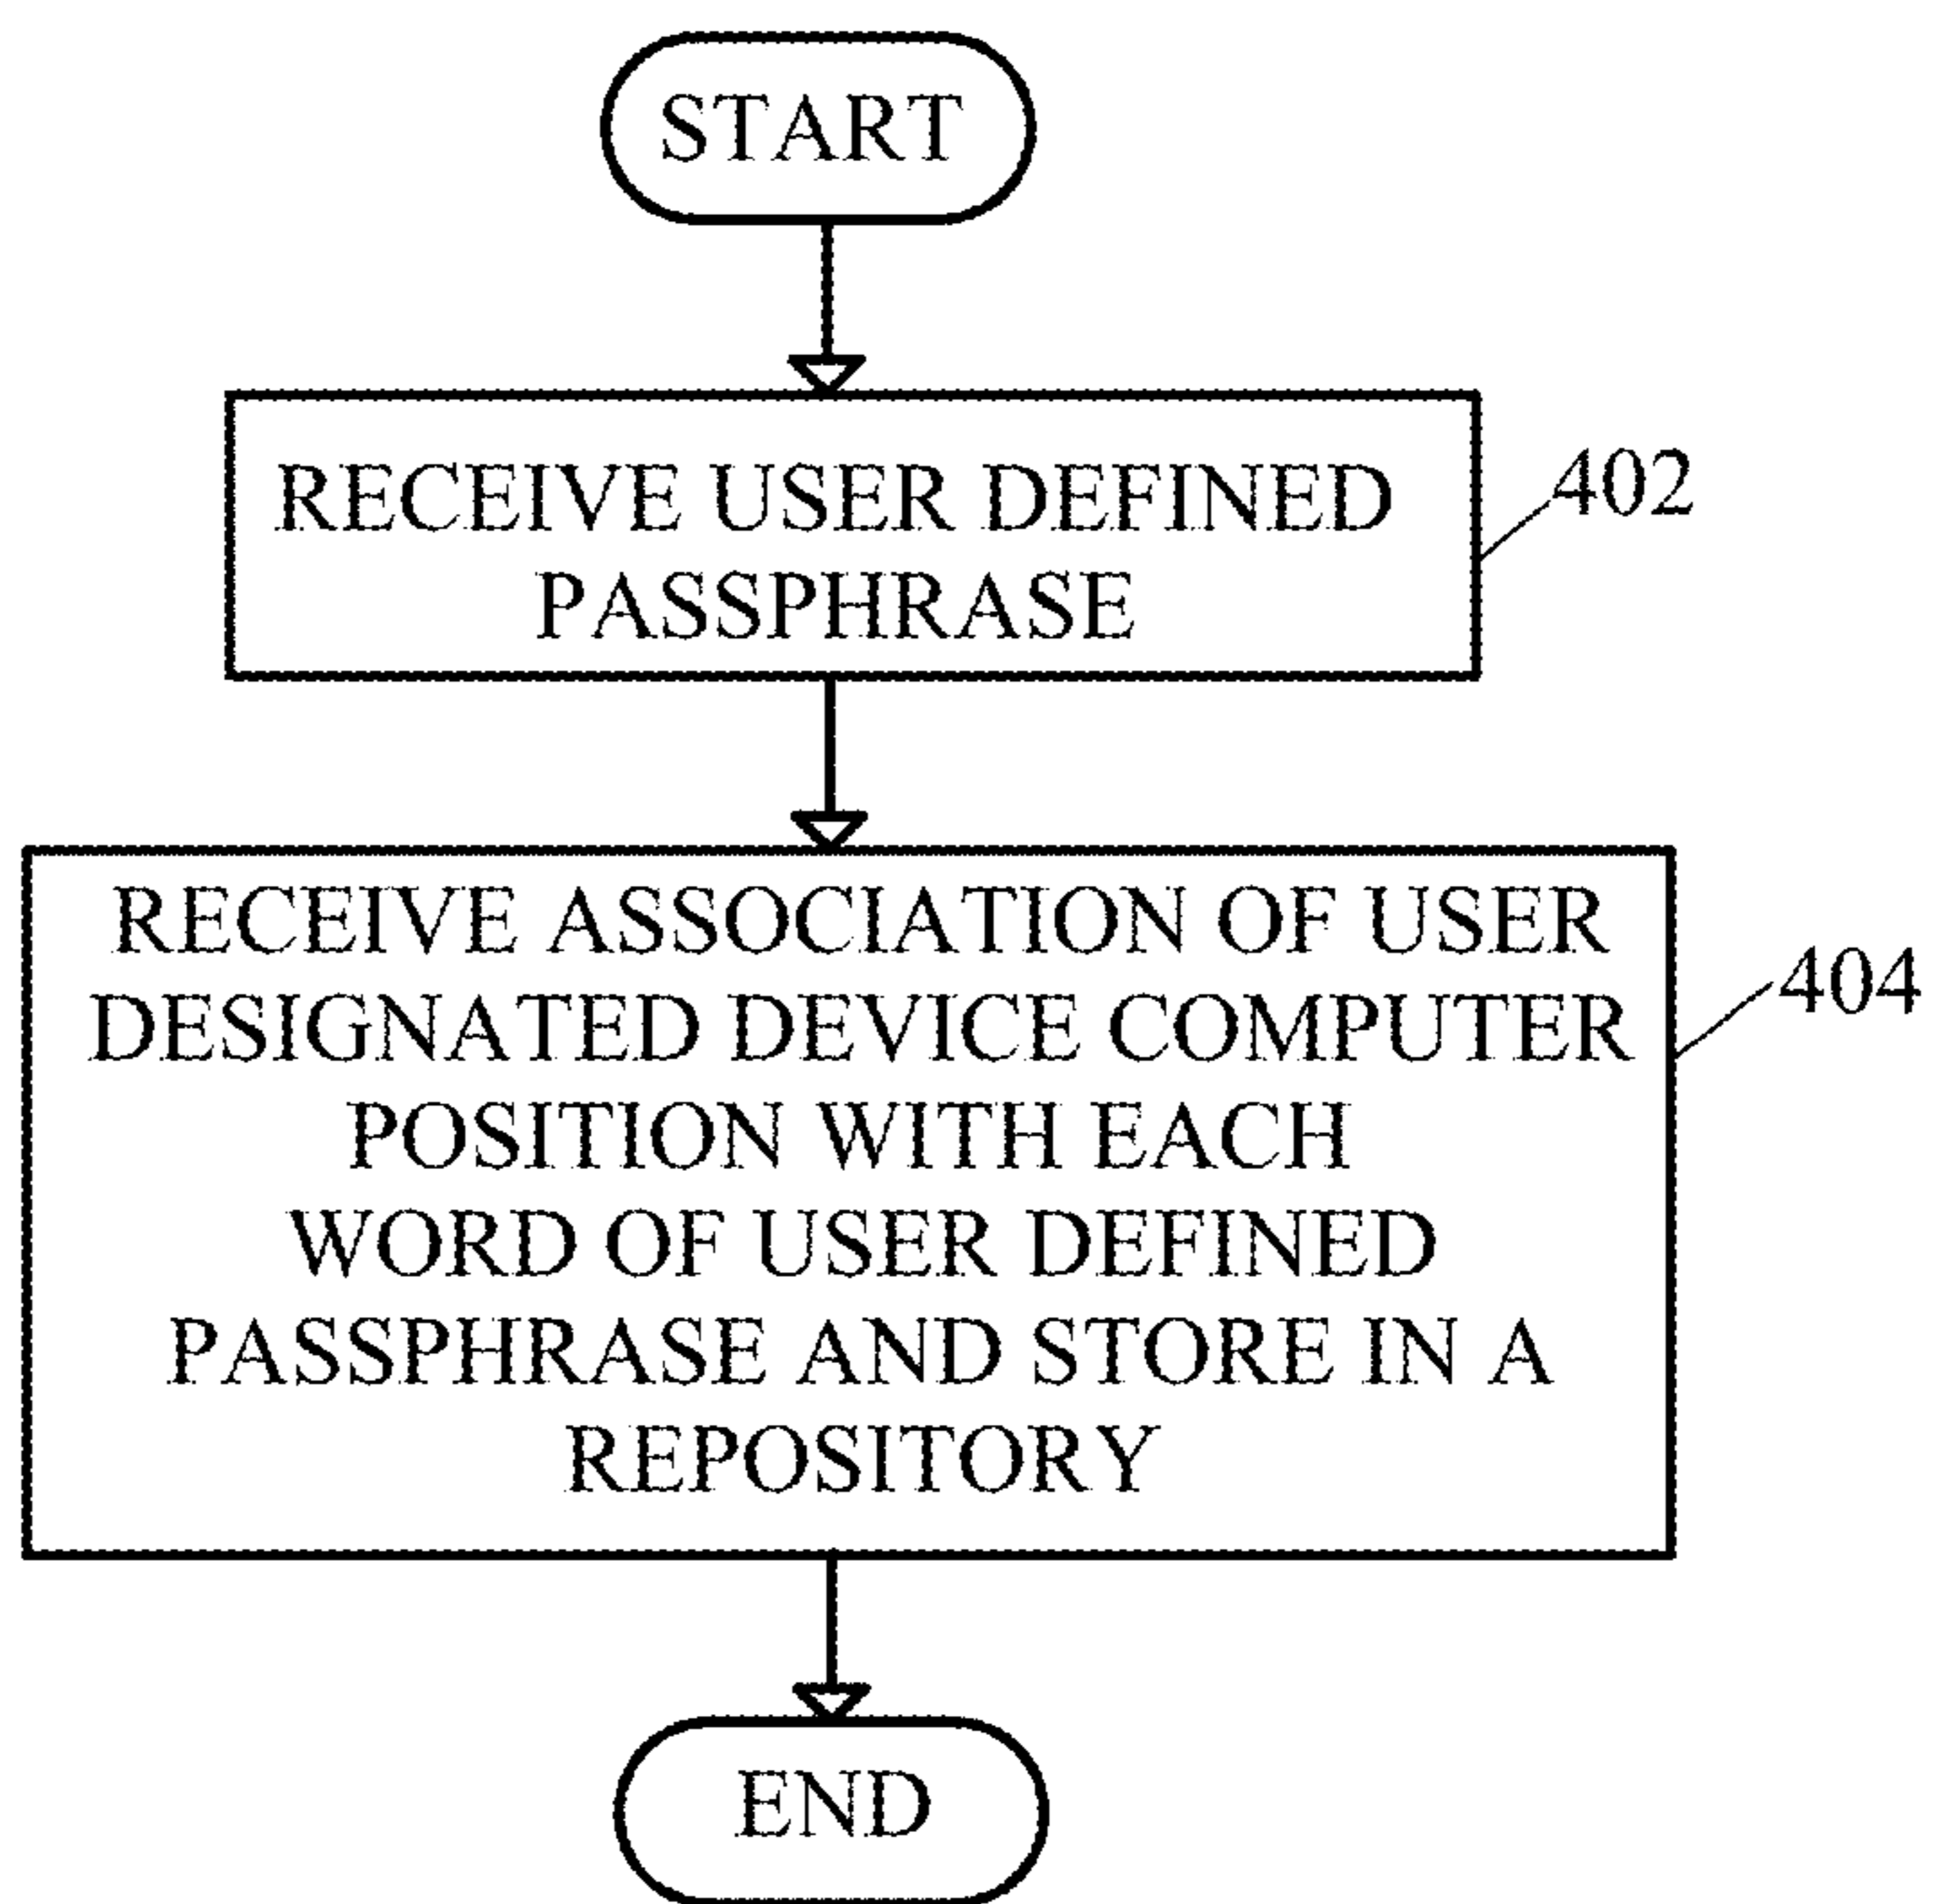 START
RECEIVE USER DEFINED
PASSPHRASE
402
RECEIVE ASSOCIATION OF USER
DESIGNATED DEVICE COMPUTER
POSITION WITH EACH
WORD OF USER DEFINED
PASSPHRASE AND STORE IN A
REPOSITORY
404
END